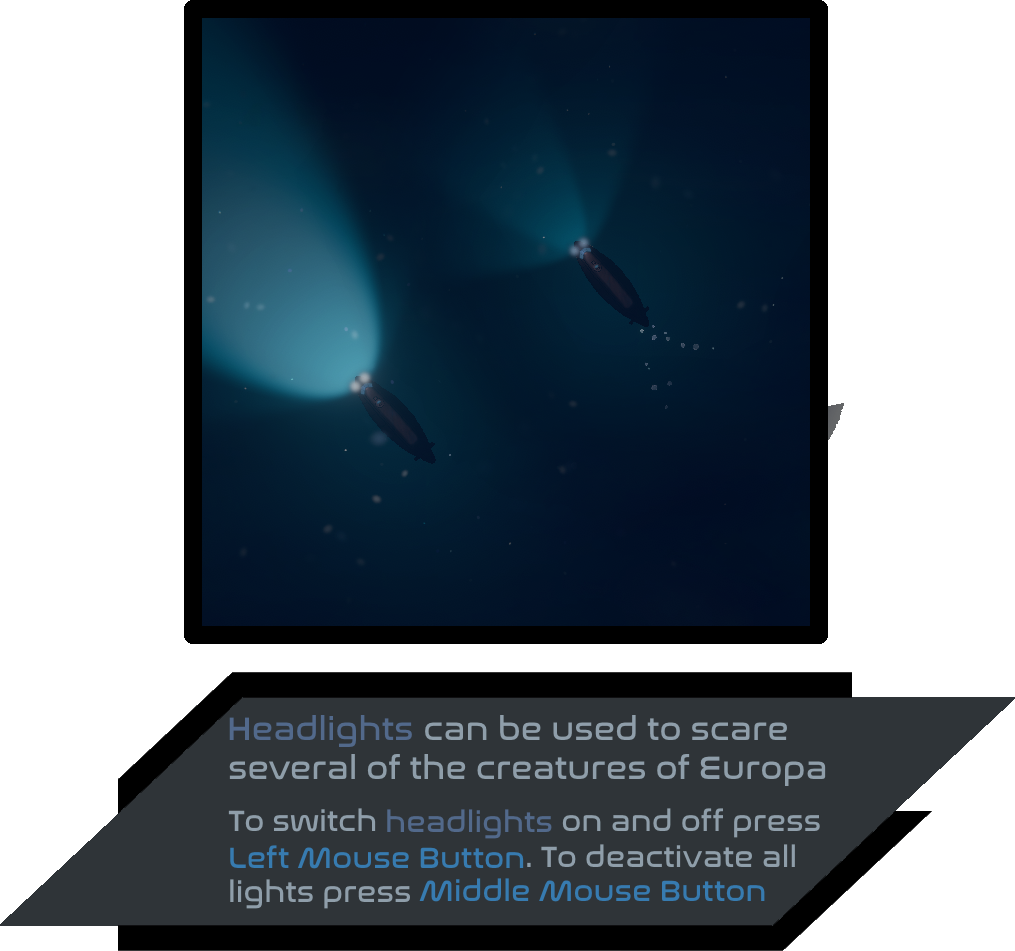 Headlights can be used to scare
several of the creatures of Europa
To switch headlights on and off press
Left Mouse Button. To deactivate all
lights press Middle Mouse Button